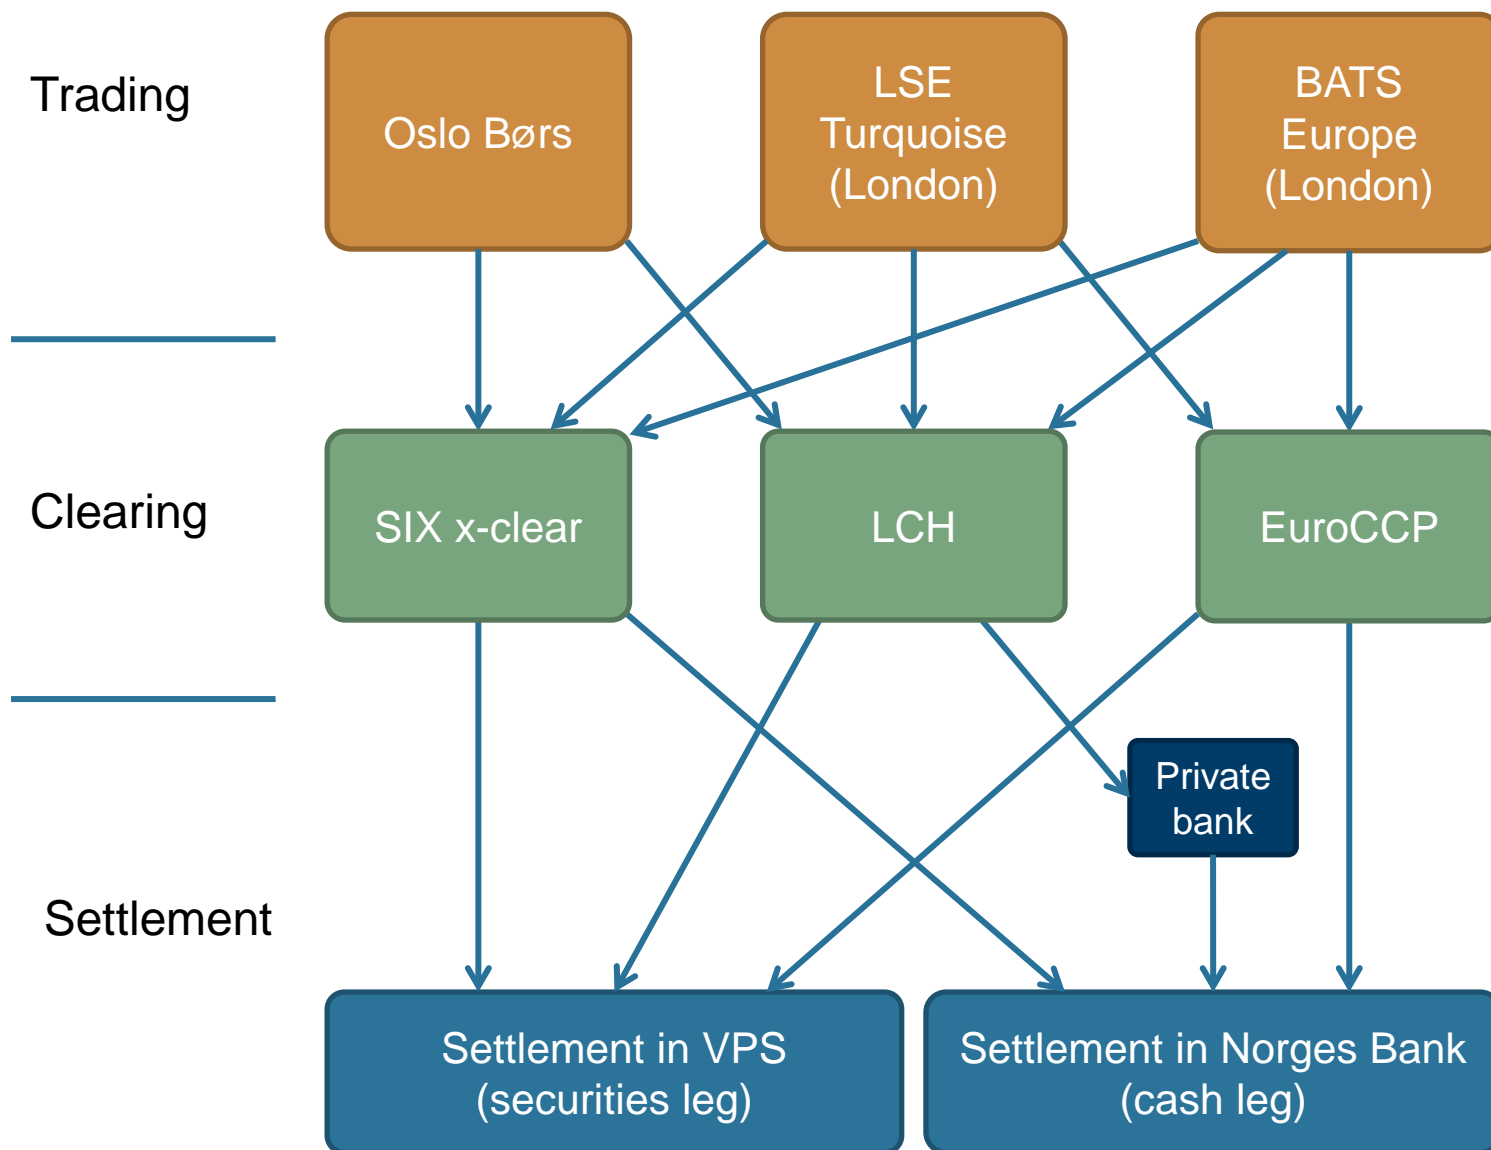 Trading
Oslo Børs
LSE
Turquoise
(London)
BATS
Europe
(London)
Clearing
SIX x-clear
LCH
EuroCCP
Settlement
Private
bank
Settlement in VPS
(securities leg)
Settlement in Norges Bank
(cash leg)